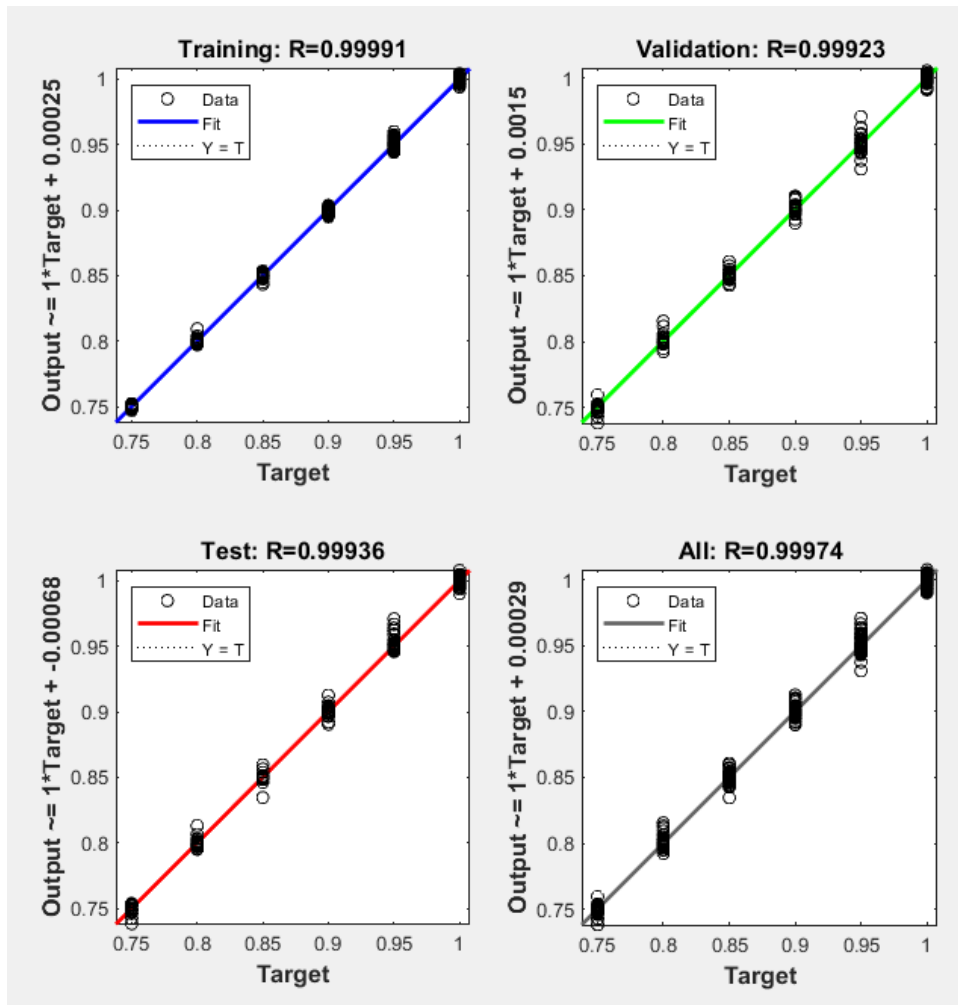 Training: R=0.99991
Output ~= 1*Target + 0.00025
1
0.95
0.9
0.85
0.8
0.75
Data
Fit
Y = T
0.75 0.8 0.85 0.9 0.95 1
Target
Validation: R=0.99923
Output ~= 1*Target + 0.0015
1
0.95
0.9
0.85
0.8
0.75
Data
Fit
Y = T
0.75 0.8 0.85 0.9 0.95 1
Target
Test: R=0.99936
Output ~= 1*Target + -0.00068
1
0.95
0.9
0.85
0.8
0.75
Data
Fit
Y = T
0.75 0.8 0.85 0.9 0.95 1
Target
All: R=0.99974
Output ~= 1*Target + 0.00029
1
0.95
0.9
0.85
0.8
0.75
Data
Fit
Y = T
0.75 0.8 0.85 0.9 0.95 1
Target